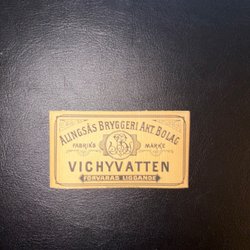 ALINGSÅS BRYGGERI AKT. BOLAG
FABRIKS MÄRKE
VICHYVATTEN
FÖRVARAS LIGGANDE